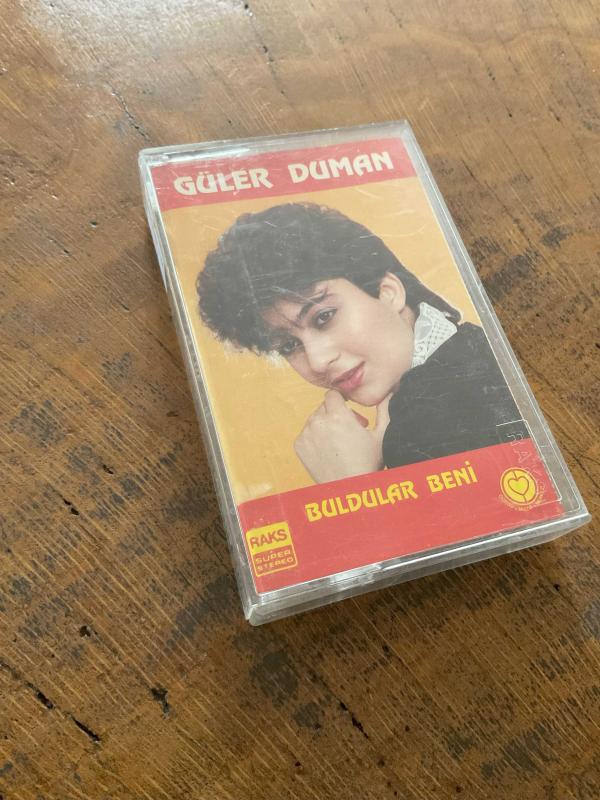 GÜLER DUMAN
BULDULAR BENİ
RAKS
SUPER
STEREO